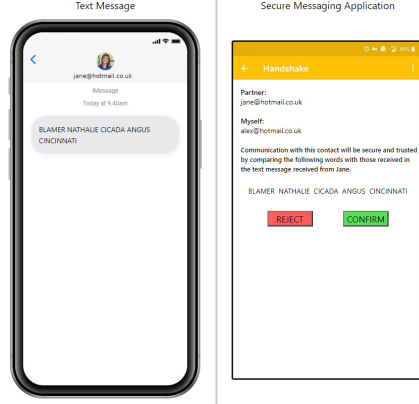 Text Message
jane@hotmail.co.uk
iMessage
Today at 9.40am
BLAMER NATHALIE CICADA ANGUS
CINCINNATI
Secure Messaging Application
Handshake
Partner:
jane@hotmail.co.uk
Myself:
alex@hotmail.co.uk
Communication with this contact will be secure and trusted
by comparing the following words with those received in
the text message received from Jane.
BLAMER NATHALIE CICADA ANGUS CINCINNATI
REJECT
CONFIRM